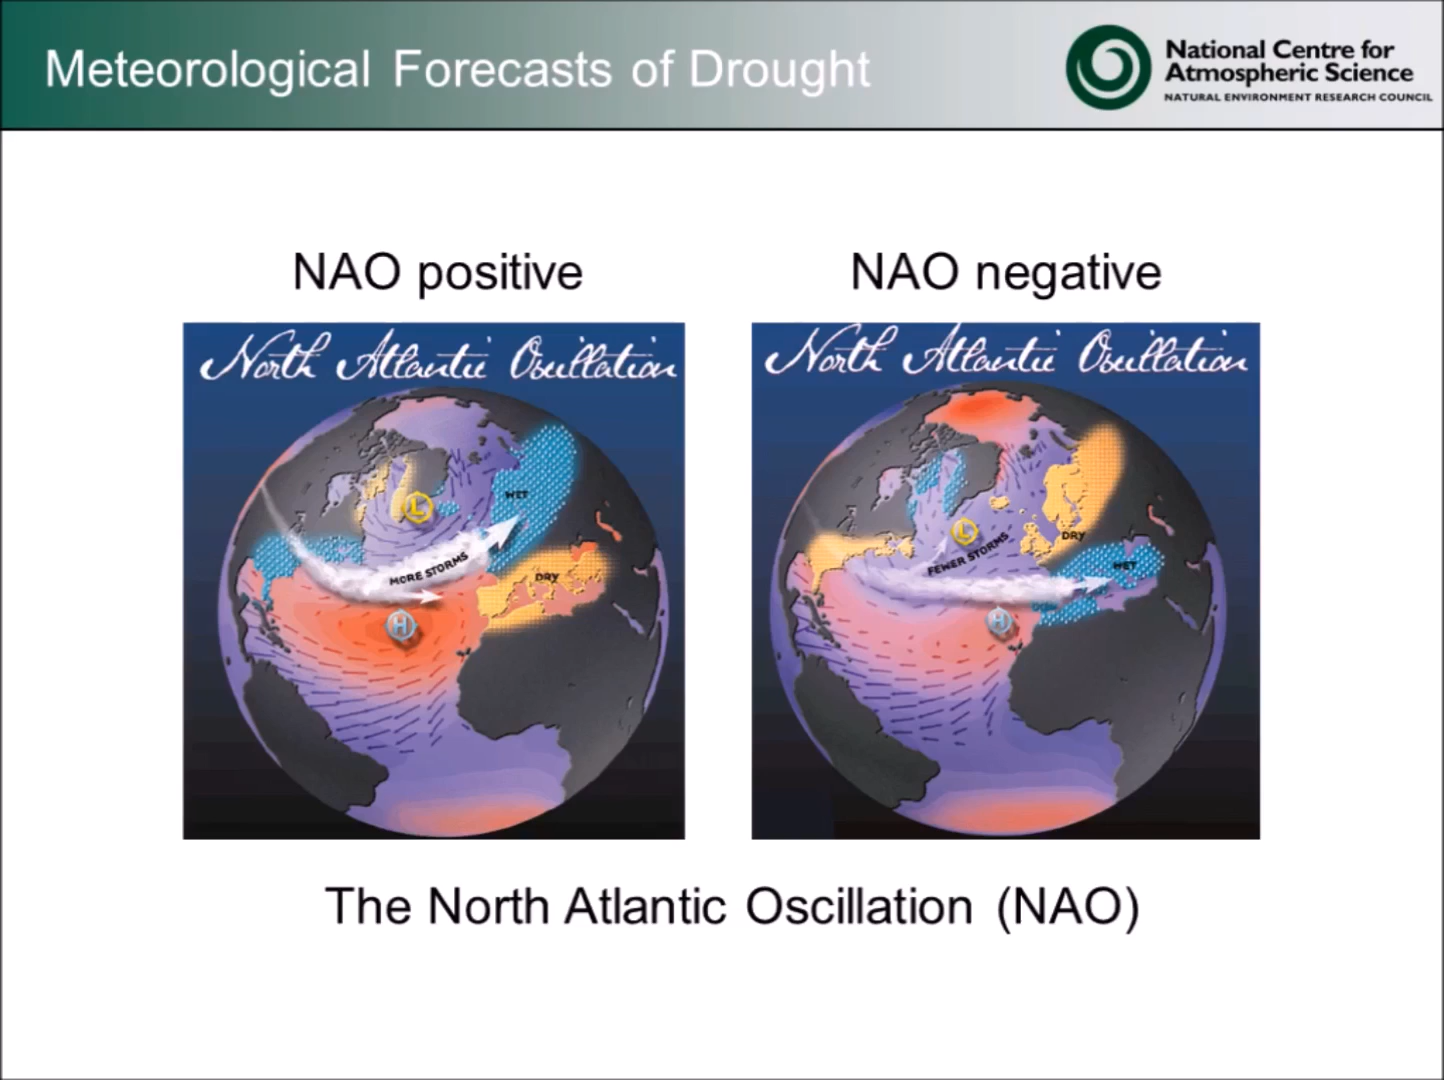 Meteorological Forecasts of Drought
National Centre for
Atmospheric Science
NATURAL ENVIRONMENT RESEARCH COUNCIL
NAO positive
North Atlantic Oscillation
WET
L
MORE STORMS
DRY
H
NAO negative
North Atlantic Oscillation
L
FEWER STORMS
DRY
WET
H
The North Atlantic Oscillation (NAO)